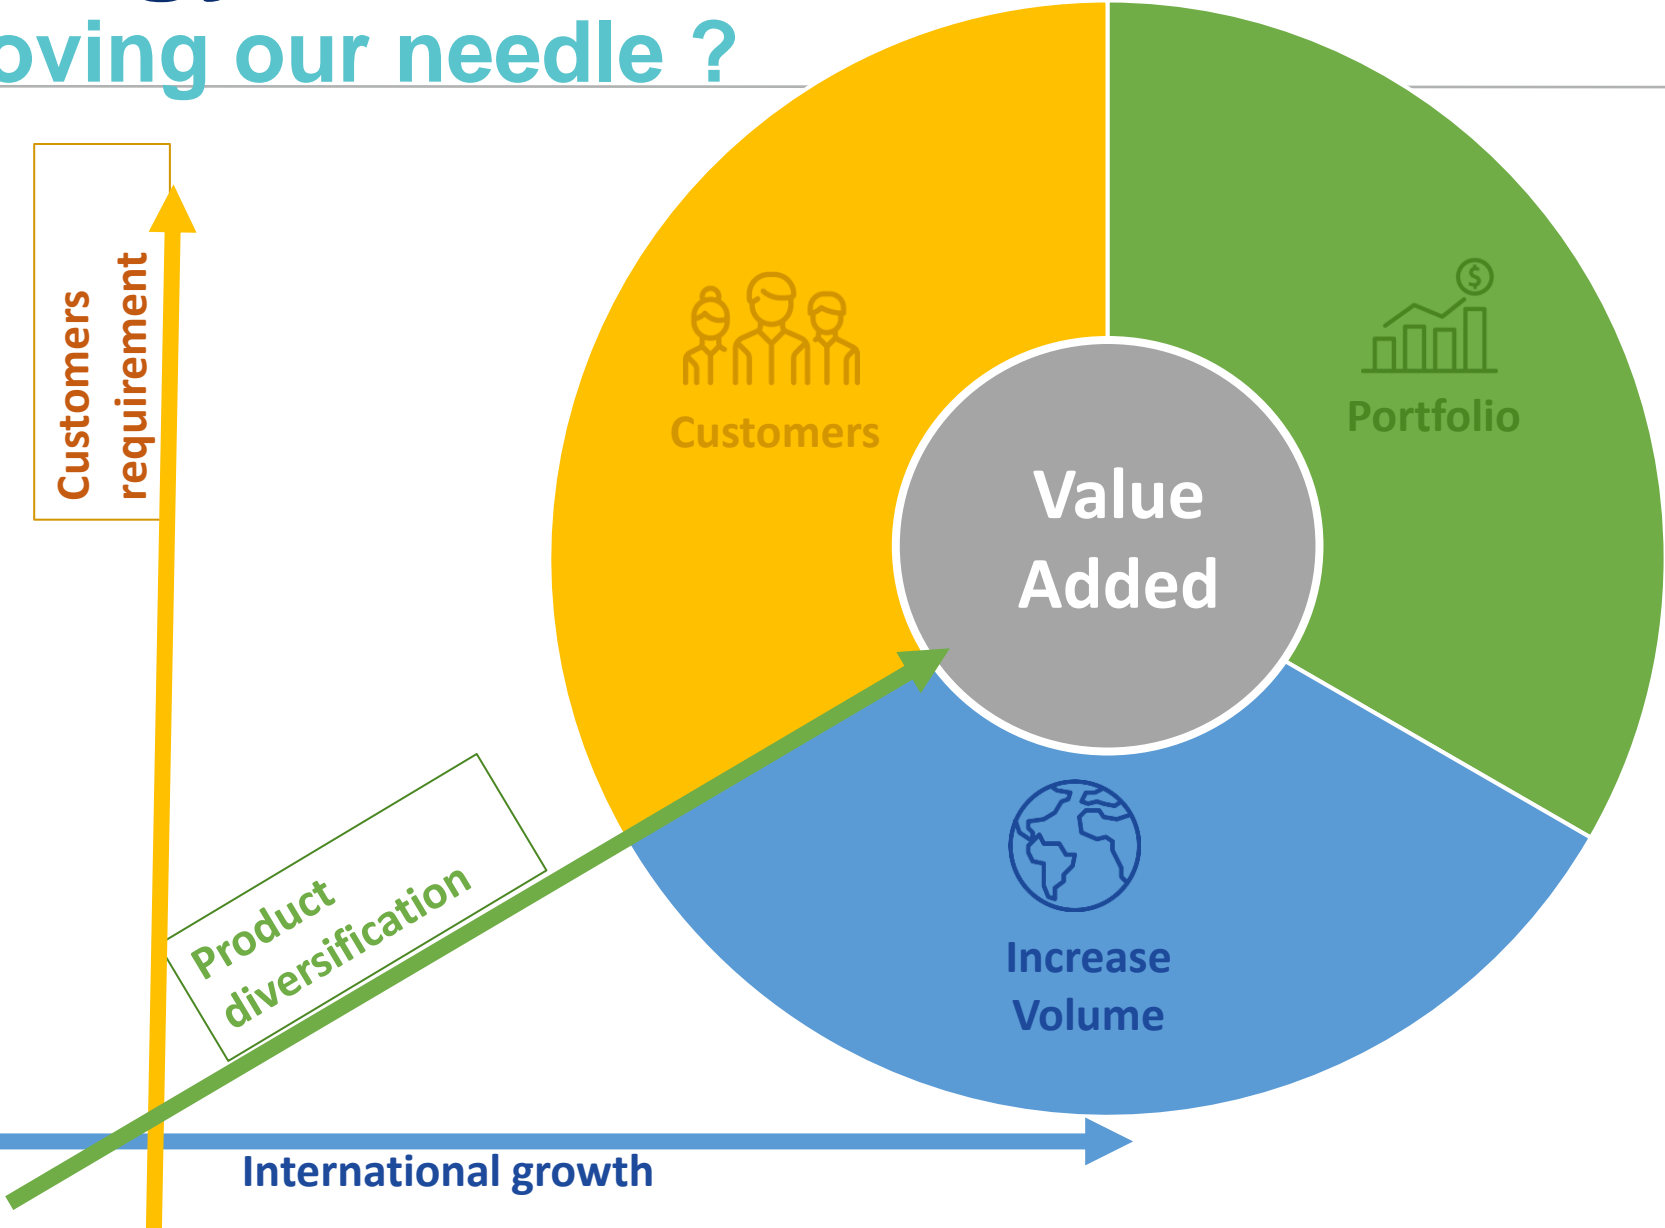 oving our needle ?
Customers
requirement
Customers
$
Portfolio
Value
Added
Product
diversification
Increase
Volume
International growth